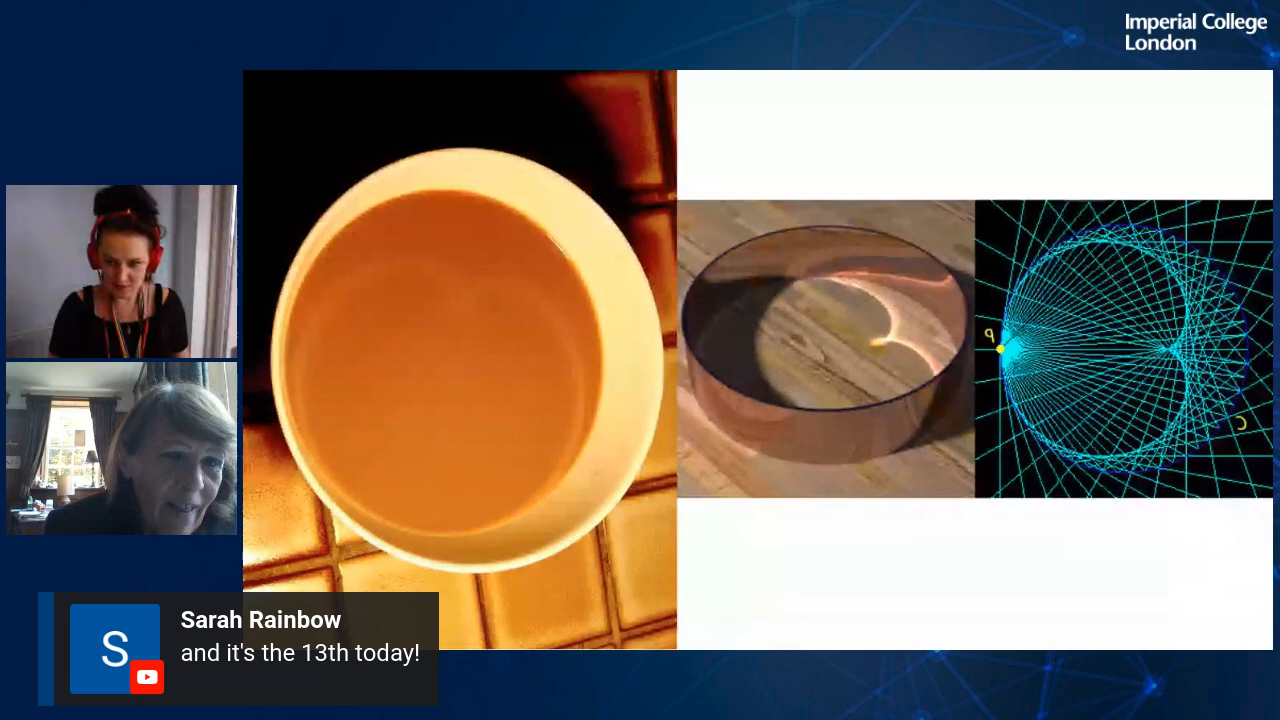 Imperial College
London
P
C
S
Sarah Rainbow
and it's the 13th today!